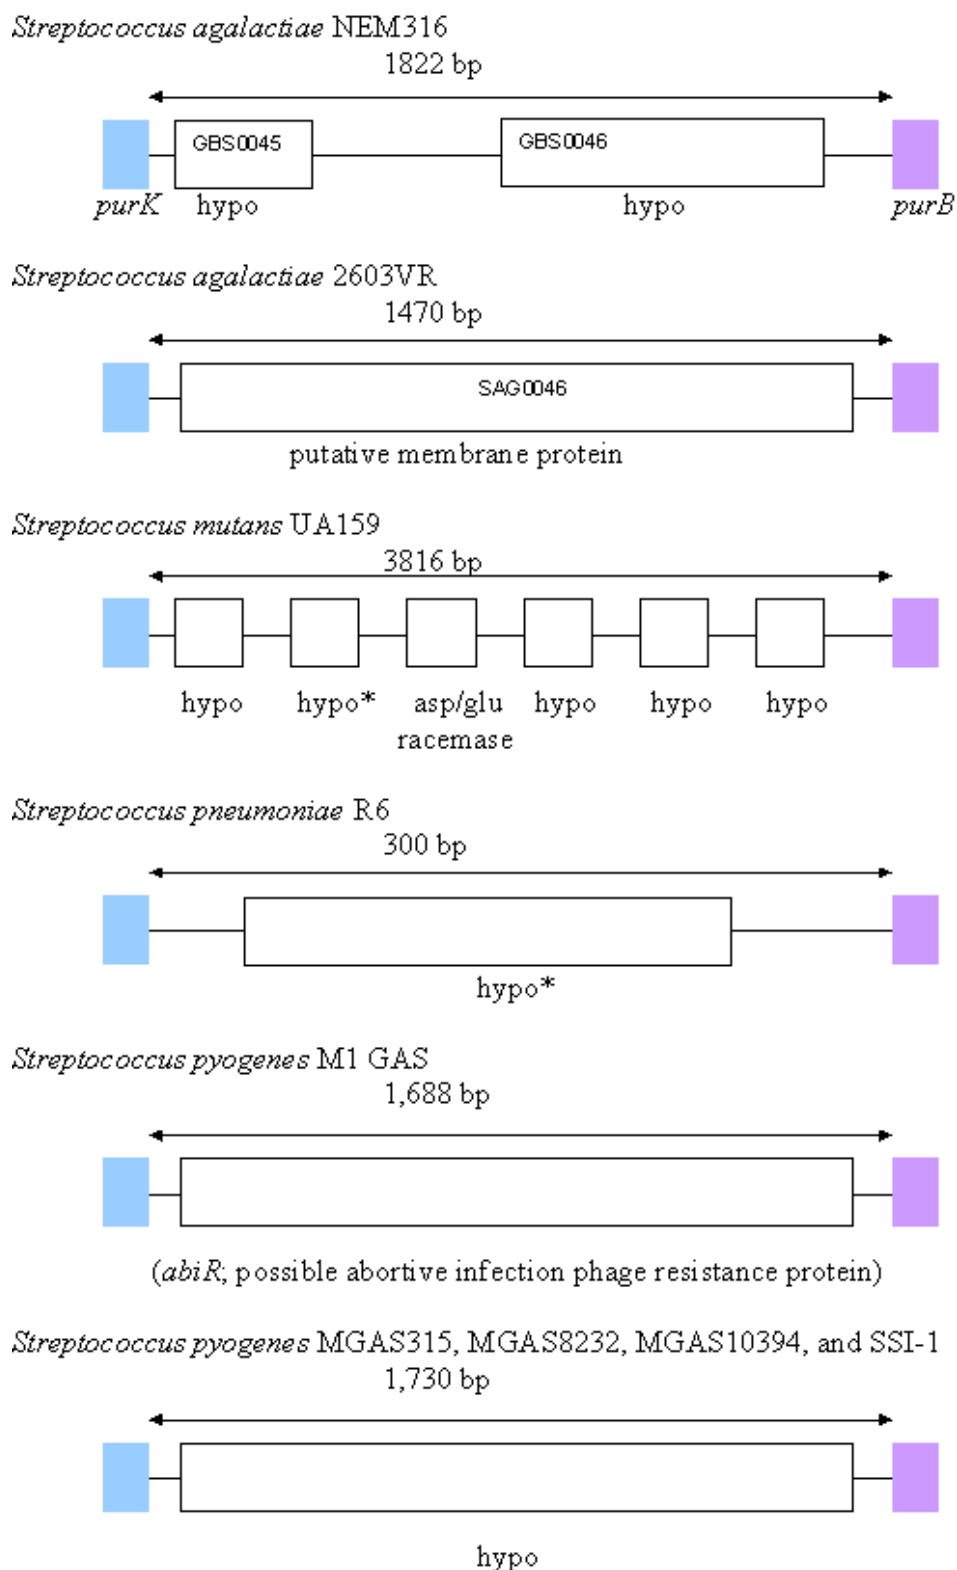 Streptococcus agalactiae NEM316
1822 bp
GBS0045 GBS0046
purK hypo hypo purB
Streptococcus agalactiae 2603VR
1470 bp
SAG0046
putative membrane protein
Streptococcus mutans UA159
3816 bp
hypo hypo* asp/glu hypo hypo hypo
racemase
Streptococcus pneumoniae R6
300 bp
hypo*
Streptococcus pyogenes M1 GAS
1,688 bp
(abiR; possible abortive infection phage resistance protein)
Streptococcus pyogenes MGAS315, MGAS8232, MGAS10394, and SSI-1
1,730 bp
hypo